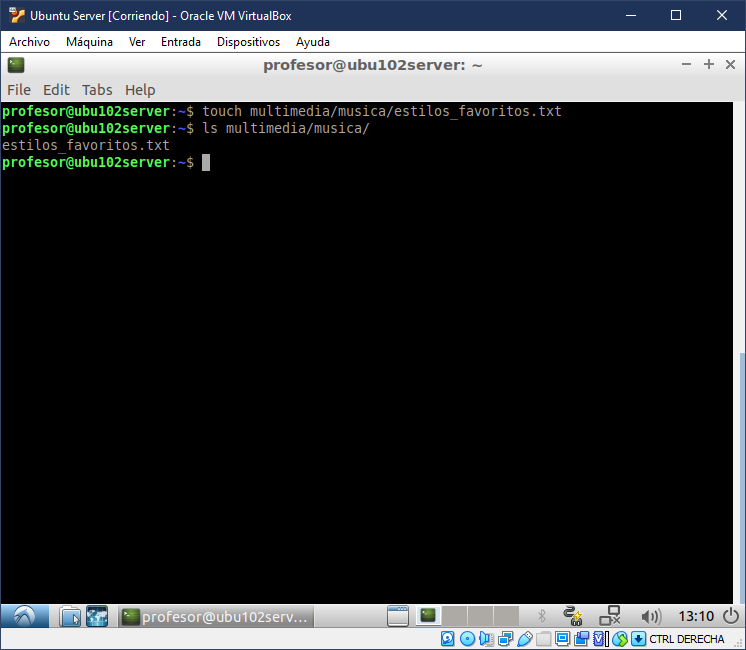 Ubuntu Server [Corriendo] - Oracle VM VirtualBox
Archivo Máquina Ver Entrada Dispositivos Ayuda
profesor@ubu102server: ~
File Edit Tabs Help
profesor@ubu102server:~$ touch multimedia/musica/estilos_favoritos.txt
profesor@ubu102server:~$ ls multimedia/musica/
estilos_favoritos.txt
profesor@ubu102server:~$
profesor@ubu102serv... 13:10
CTRL DERECHA